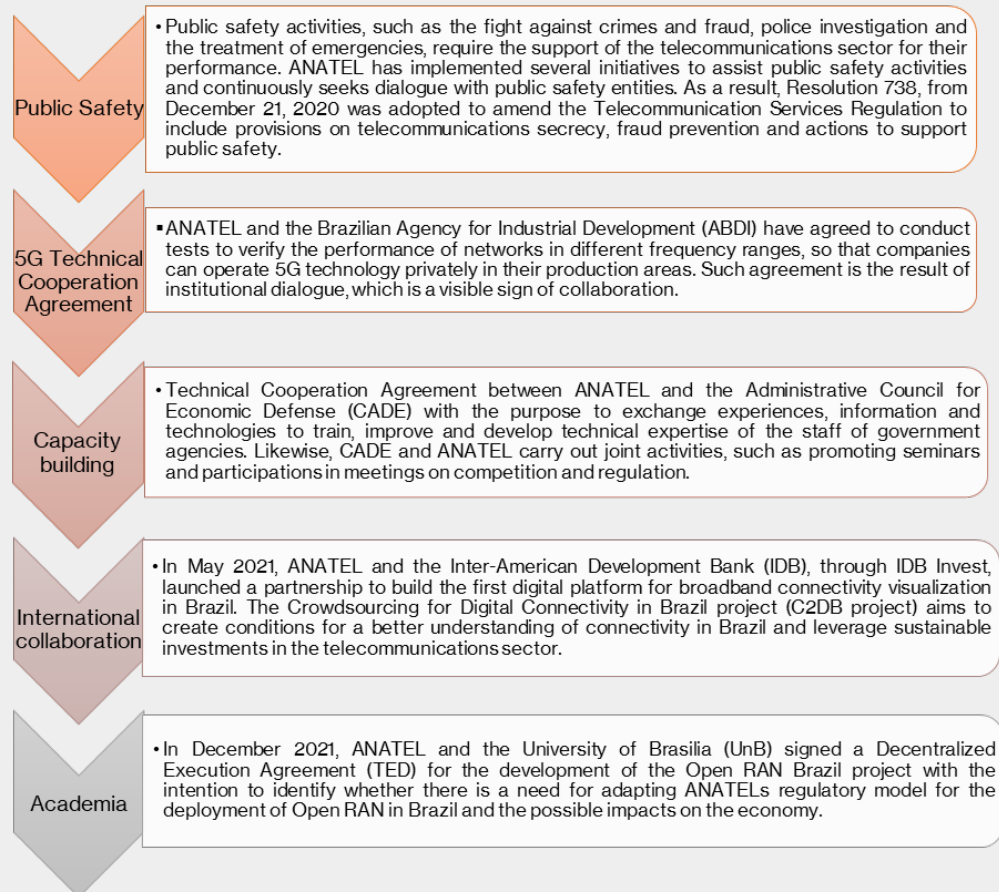 Public Safety
• Public safety activities, such as the fight against crimes and fraud, police investigation and
the treatment of emergencies, require the support of the telecommunications sector for their
performance. ANATEL has implemented several initiatives to assist public safety activities
and continuously seeks dialogue with public safety entities. As a result, Resolution 738, from
December 21, 2020 was adopted to amend the Telecommunication Services Regulation to
include provisions on telecommunications secrecy, fraud prevention and actions to support
public safety.
5G Technical
Cooperation
Agreement
▪ ANATEL and the Brazilian Agency for Industrial Development (ABDI) have agreed to conduct
tests to verify the performance of networks in different frequency ranges, so that companies
can operate 5G technology privately in their production areas. Such agreement is the result of
institutional dialogue, which is a visible sign of collaboration.
Capacity
building
• Technical Cooperation Agreement between ANATEL and the Administrative Council for
Economic Defense (CADE) with the purpose to exchange experiences, information and
technologies to train, improve and develop technical expertise of the staff of government
agencies. Likewise, CADE and ANATEL carry out joint activities, such as promoting seminars
and participations in meetings on competition and regulation.
International
collaboration
• In May 2021, ANATEL and the Inter-American Development Bank (IDB), through IDB Invest,
launched a partnership to build the first digital platform for broadband connectivity visualization
in Brazil. The Crowdsourcing for Digital Connectivity in Brazil project (C2DB project) aims to
create conditions for a better understanding of connectivity in Brazil and leverage sustainable
investments in the telecommunications sector.
Academia
• In December 2021, ANATEL and the University of Brasilia (UnB) signed a Decentralized
Execution Agreement (TED) for the development of the Open RAN Brazil project with the
intention to identify whether there is a need for adapting ANATELs regulatory model for the
deployment of Open RAN in Brazil and the possible impacts on the economy.